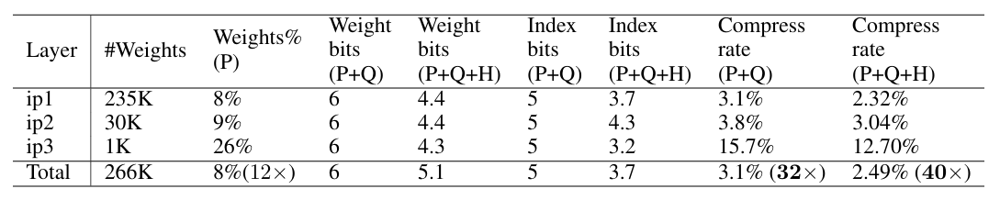 Layer #Weights Weights% (P) Weight bits (P+Q) Weight bits (P+Q+H) Index bits (P+Q) Index bits (P+Q+H) Compress rate (P+Q) Compress rate (P+Q+H)
ip1 235K 8% 6 4.4 5 3.7 3.1% 2.32%
ip2 30K 9% 6 4.4 5 4.3 3.8% 3.04%
ip3 1K 26% 6 4.3 5 3.2 15.7% 12.70%
Total 266K 8%(12×) 6 5.1 5 3.7 3.1% (32×) 2.49% (40×)